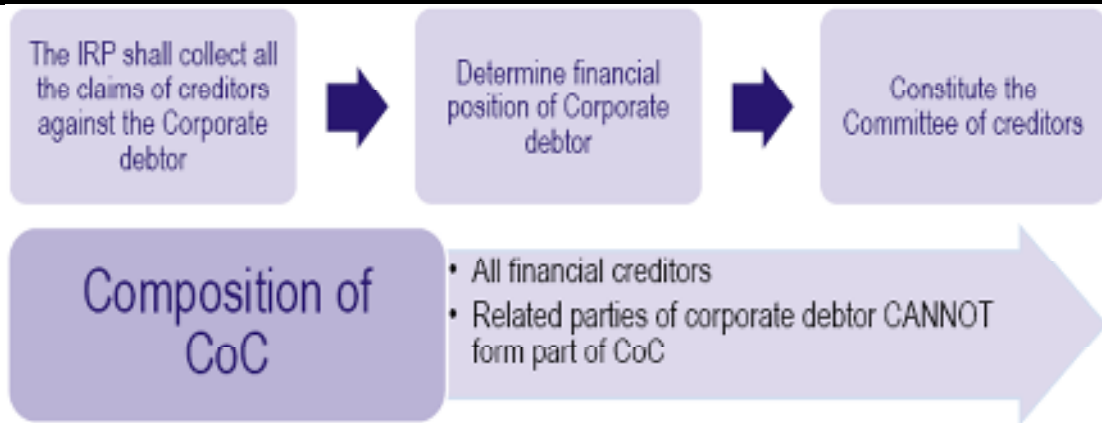 The IRP shall collect all
the claims of creditors
against the Corporate
debtor
Determine financial
position of Corporate
debtor
Constitute the
Committee of creditors
Composition of
CoC
• All financial creditors
• Related parties of corporate debtor CANNOT
form part of CoC